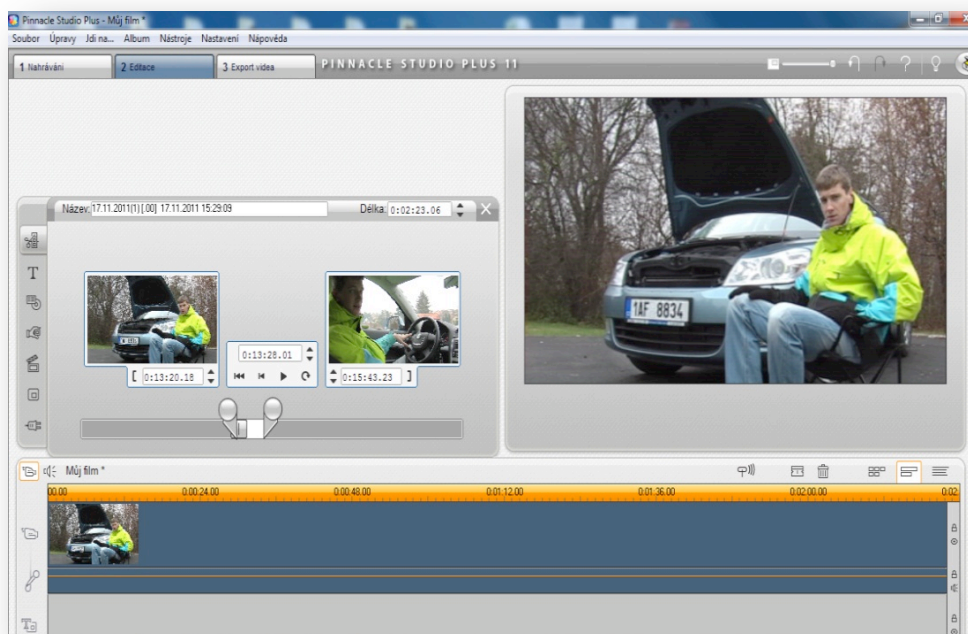 Pinnacle Studio Plus - Můj film *
Soubor Úpravy Jdi na... Album Nástroje Nastavení Nápověda
1 Nahrávání 2 Editace 3 Export videa PINNACLE STUDIO PLUS 11
Název: 17.11.2011(1) [.00] 17.11.2011 15:29:09 Délka: 0:02:23.06
T
1AF 8834
0:13:28.01
[ 0:13:20.18 0:15:43.23 ]
Můj film *
00.00 0:00:24.00 0:00:48.00 0:01:12.00 0:01:36.00 0:02:00.00 0:02: